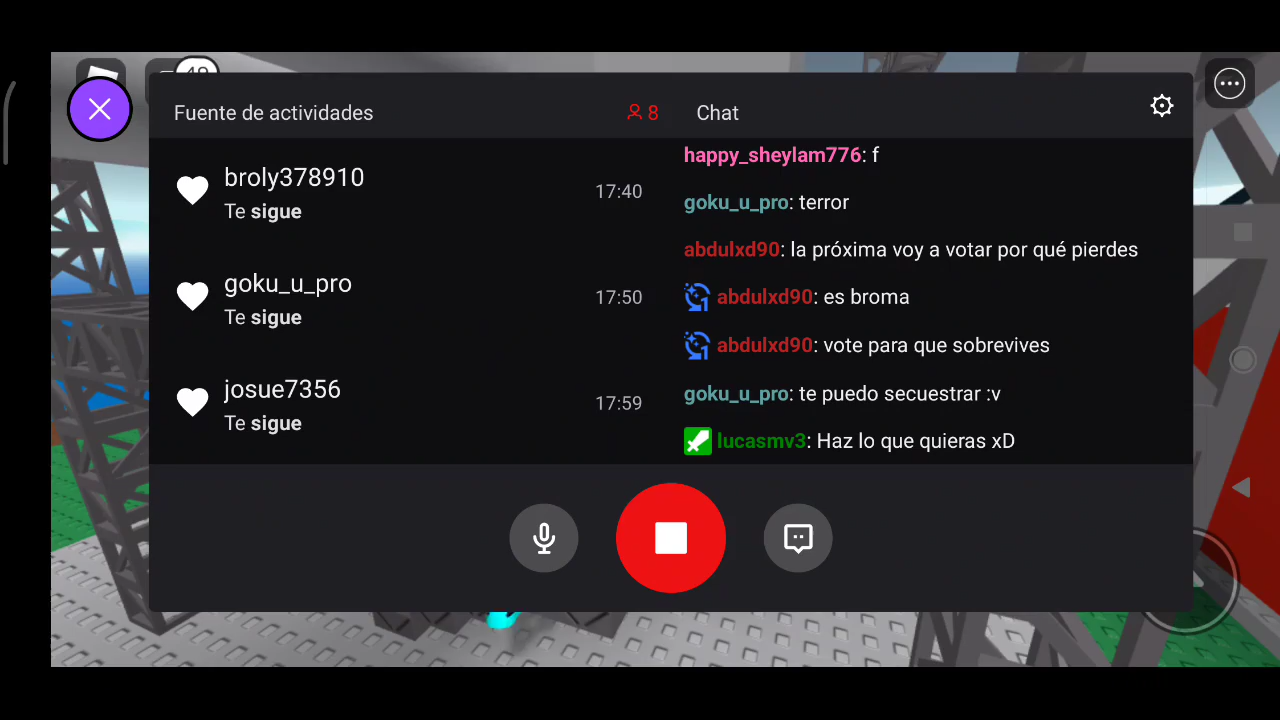 Fuente de actividades
8
Chat
broly378910
Te sigue
17:40
goku_u_pro
Te sigue
17:50
josue7356
Te sigue
17:59
happy_sheylam776: f
goku_u_pro: terror
abdulxd90: la próxima voy a votar por qué pierdes
abdulxd90: es broma
abdulxd90: vote para que sobrevives
goku_u_pro: te puedo secuestrar :v
lucasmv3: Haz lo que quieras xD